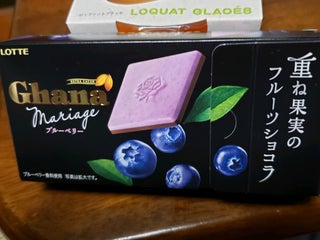 LOQUAT GLACÉS
LOTTE
EXTRA CACAO
Ghana
Mariage
ブルーベリー
重ね果実の
フルーツショコラ
ブルーベリー香料使用 写真は拡大です。